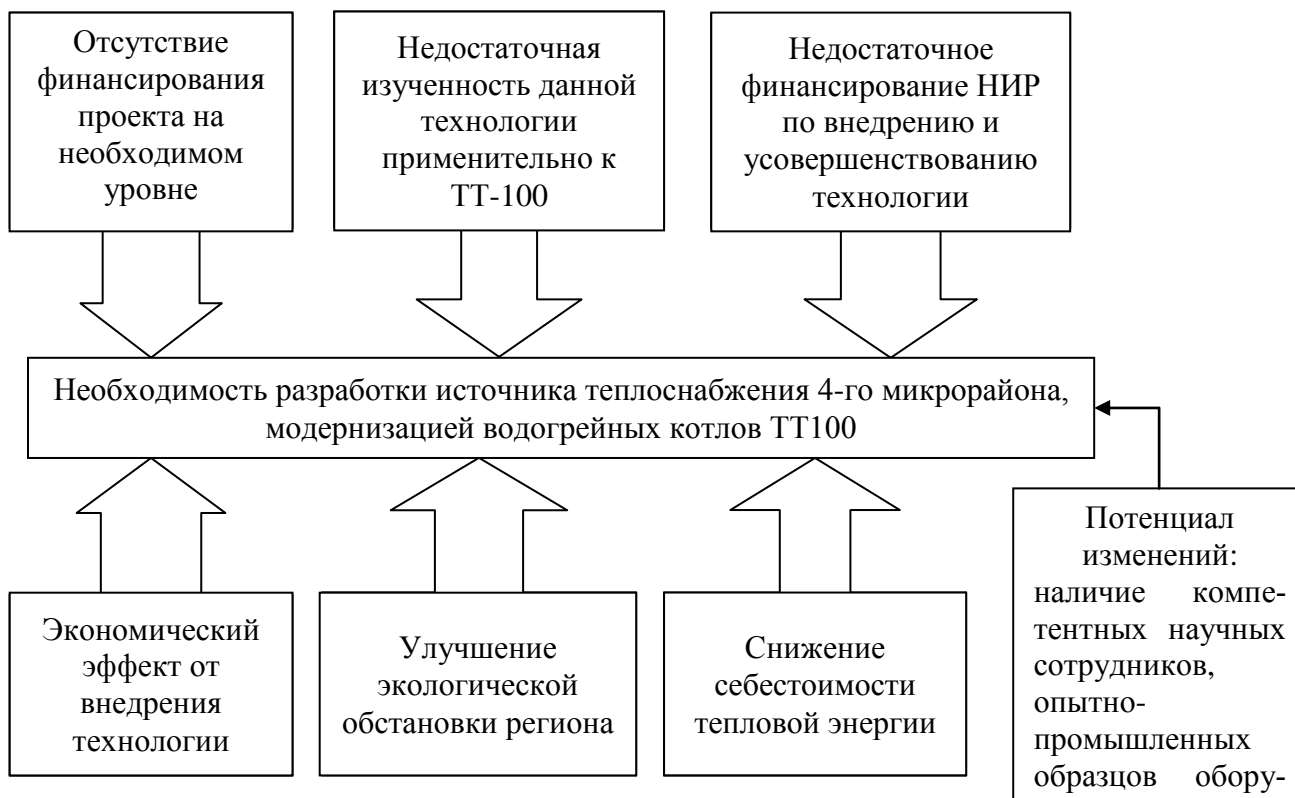 Отсутствие
финансирования
проекта на
необходимом
уровне
Недостаточная
изученность данной
технологии
применительно к
ТТ-100
Недостаточное
финансирование НИР
по внедрению и
усовершенствованию
технологии
Необходимость разработки источника теплоснабжения 4-го микрорайона,
модернизацией водогрейных котлов ТТ100
Экономический
эффект от
внедрения
технологии
Улучшение
экологической
обстановки региона
Снижение
себестоимости
тепловой энергии
Потенциал
изменений:
наличие компе-
тентных научных
сотрудников,
опытно-
промышленных
образцов обору-